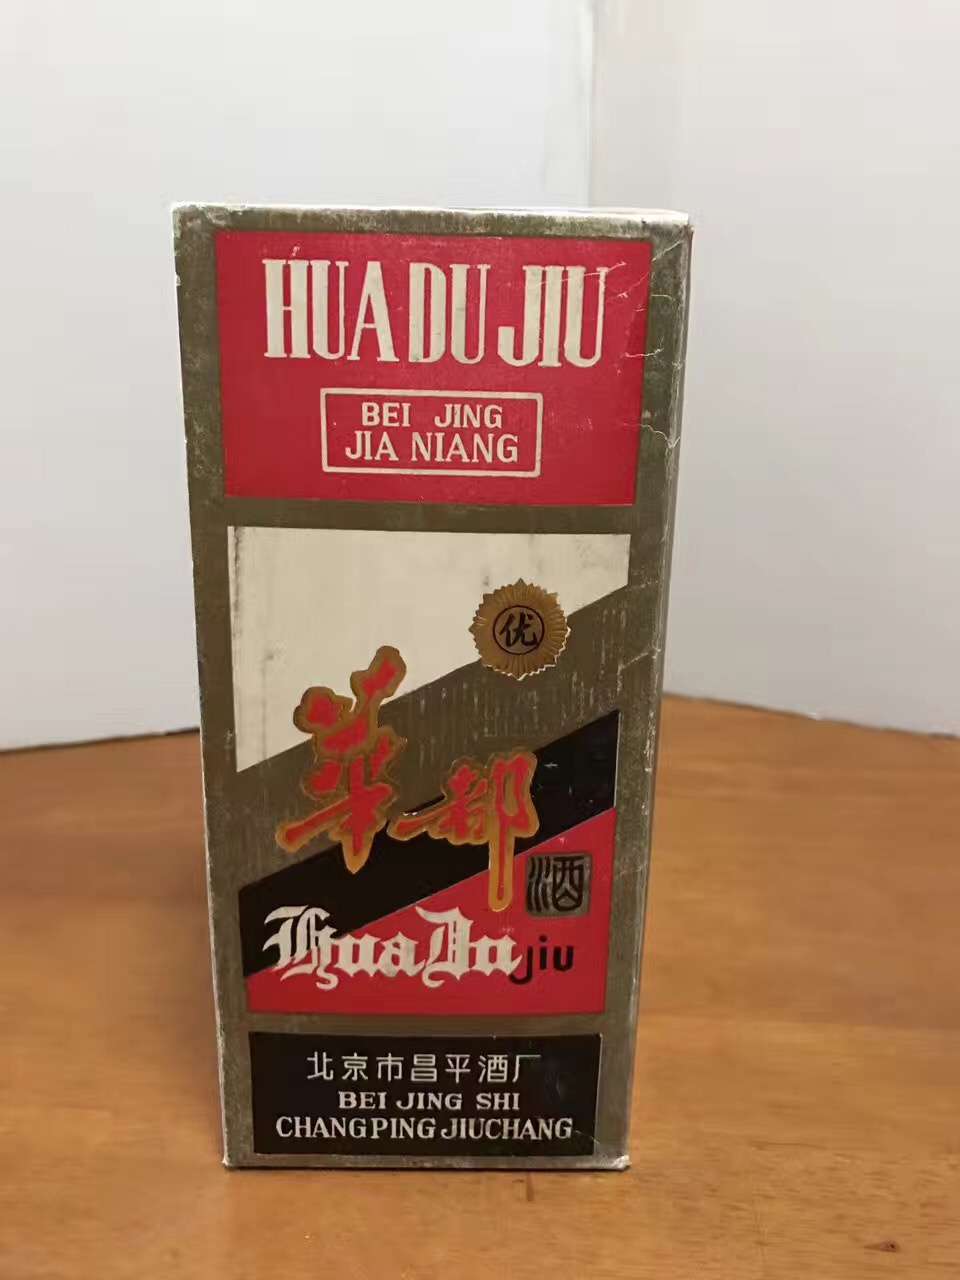 HUA DU JIU
BEI JING
JIA NIANG
优
华都
酒
Hua Du jiu
北京市昌平酒厂
BEI JING SHI
CHANGPING JIUCHANG